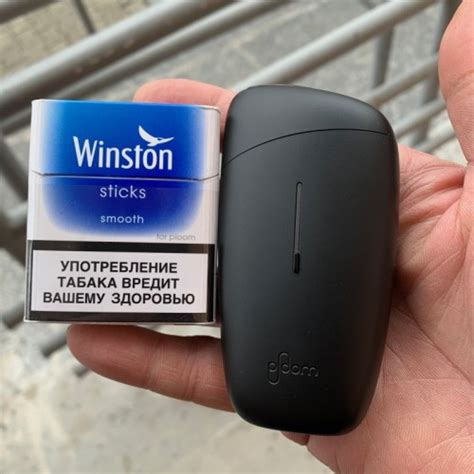 Winston
sticks
smooth
for ploom
УПОТРЕБЛЕНИЕ
ТАБАКА ВРЕДИТ
ВАШЕМУ ЗДОРОВЬЮ
ploom